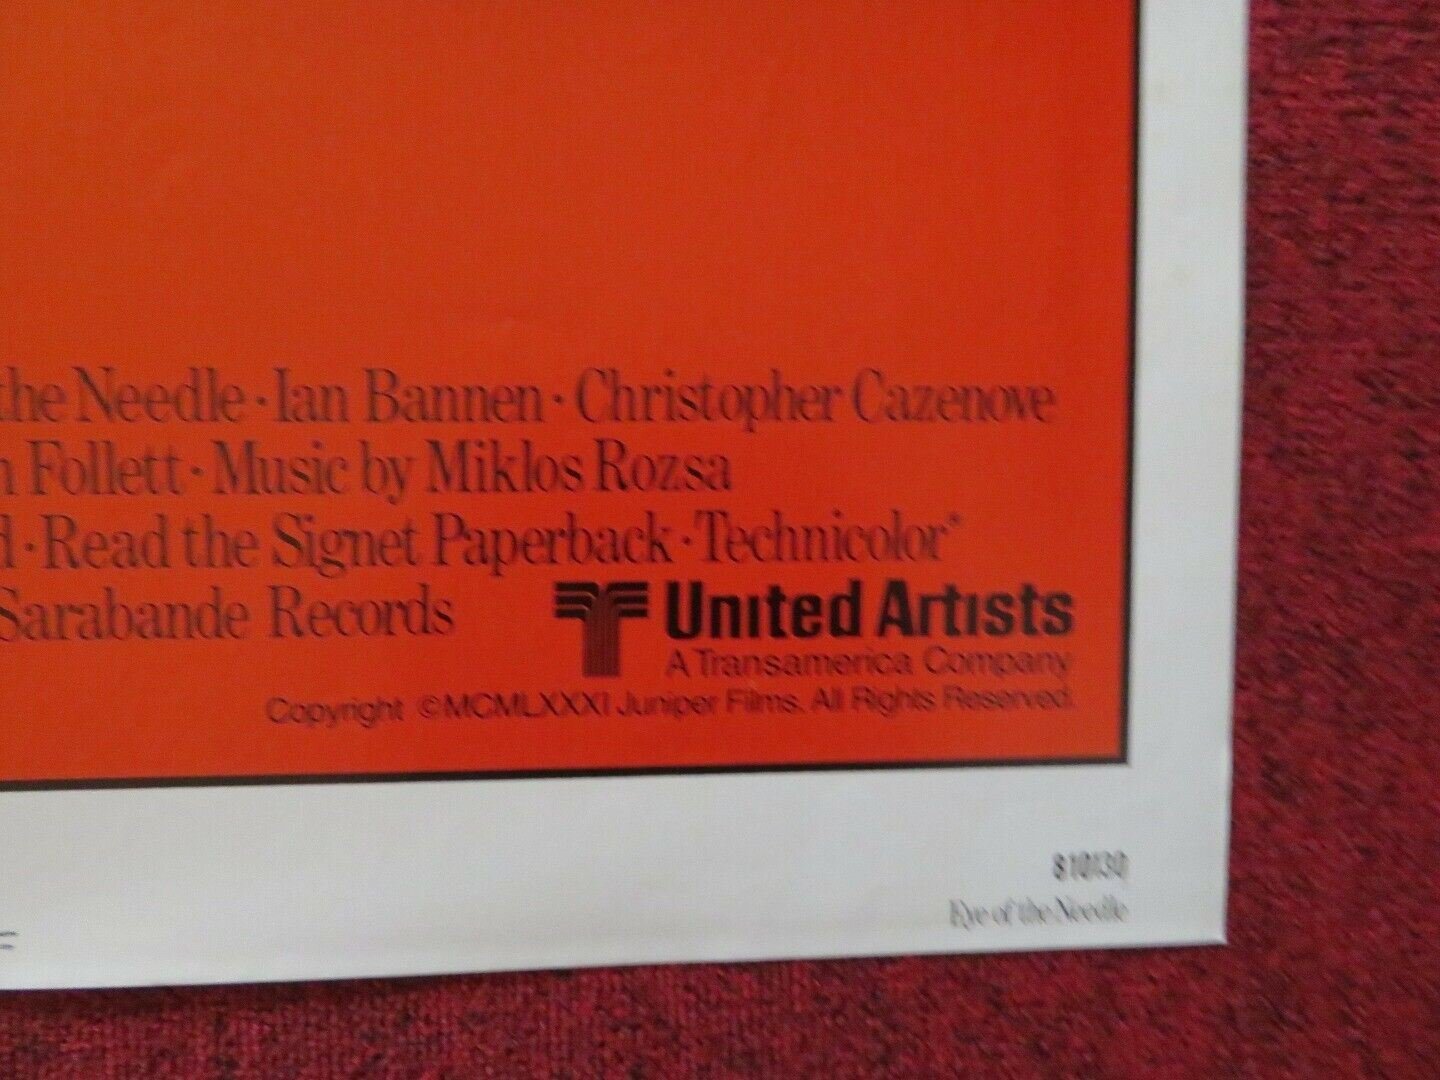 the Needle · Ian Bannen · Christopher Cazenove
Follett · Music by Miklos Rozsa
· Read the Signet Paperback · Technicolor®
Sarabande Records
United Artists
A Transamerica Company
Copyright ©MCMLXXXI Juniper Films. All Rights Reserved.
810130
Eye of the Needle